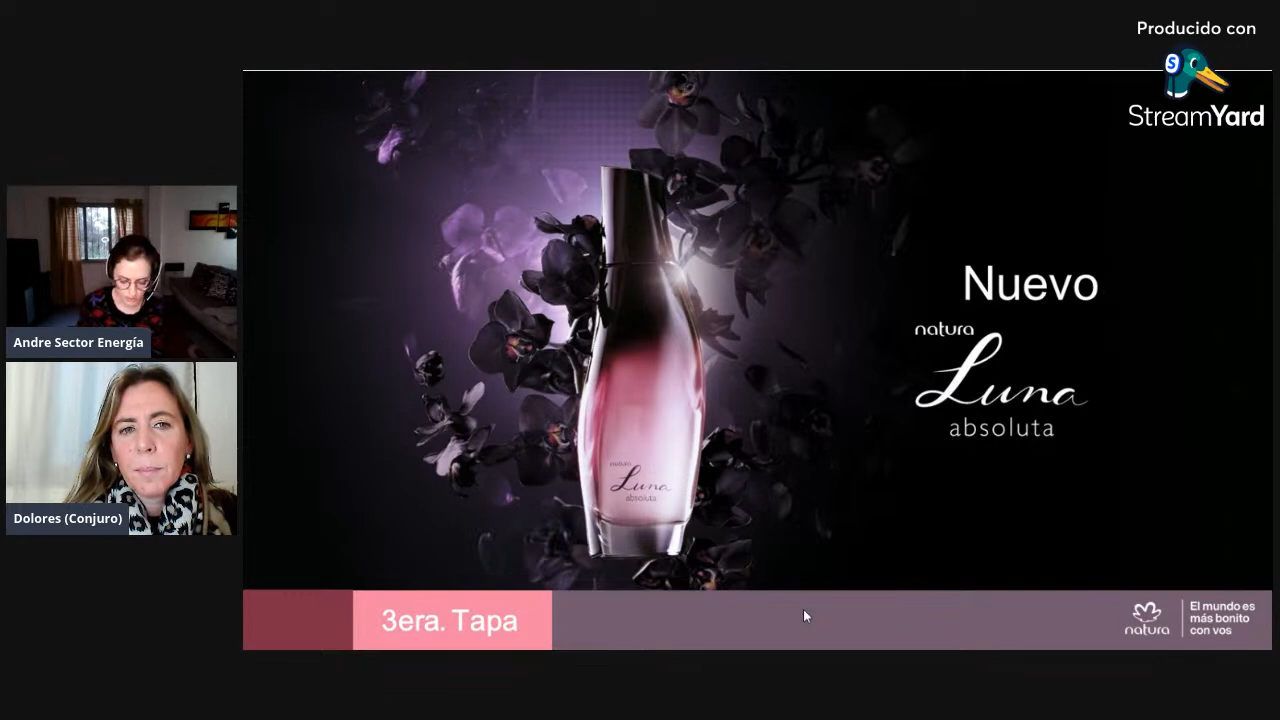 Producido con
StreamYard
Andre Sector Energía
Dolores (Conjuro)
Nuevo
natura
Luna
absoluta
natura
Luna
absoluta
3era. Tapa
natura
El mundo es
más bonito
con vos